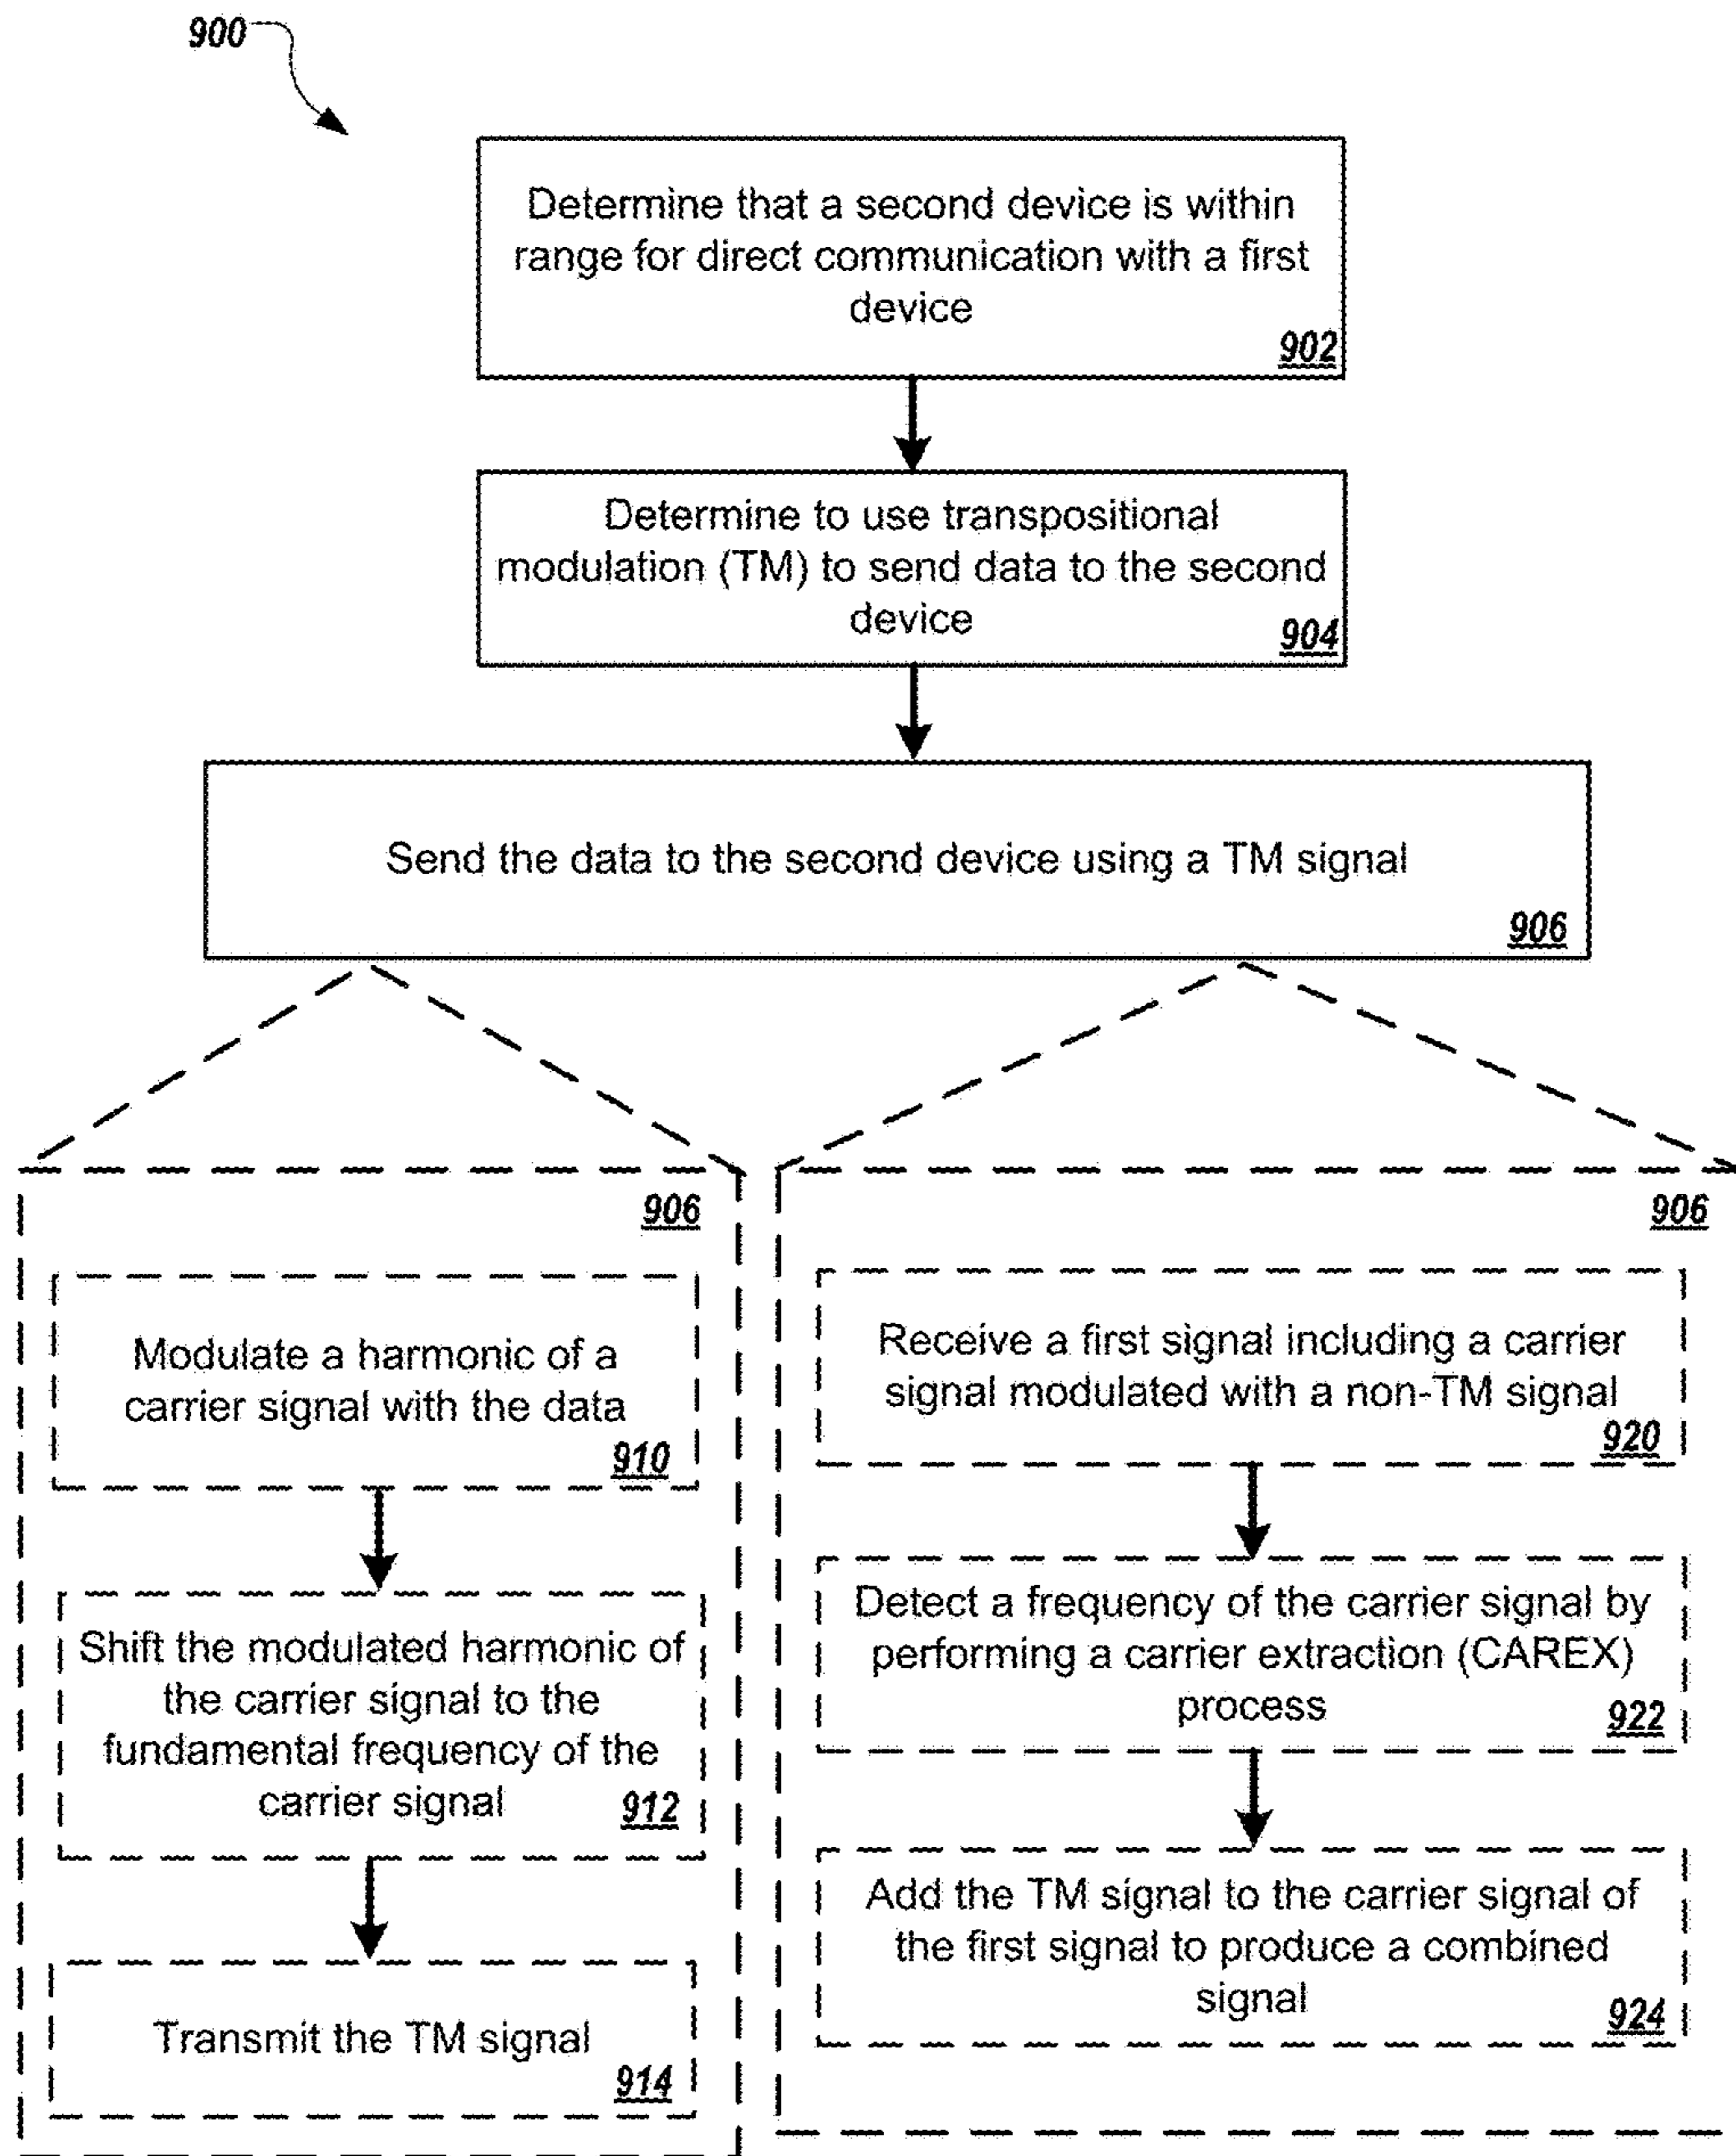 900
Determine that a second device is within
range for direct communication with a first
device
902
Determine to use transpositional
modulation (TM) to send data to the second
device
904
Send the data to the second device using a TM signal
906
906
Modulate a harmonic of a
carrier signal with the data
910
Shift the modulated harmonic of
the carrier signal to the
fundamental frequency of the
carrier signal
912
Transmit the TM signal
914
906
Receive a first signal including a carrier
signal modulated with a non-TM signal
920
Detect a frequency of the carrier signal by
performing a carrier extraction (CAREX)
process
922
Add the TM signal to the carrier signal of
the first signal to produce a combined
signal
924